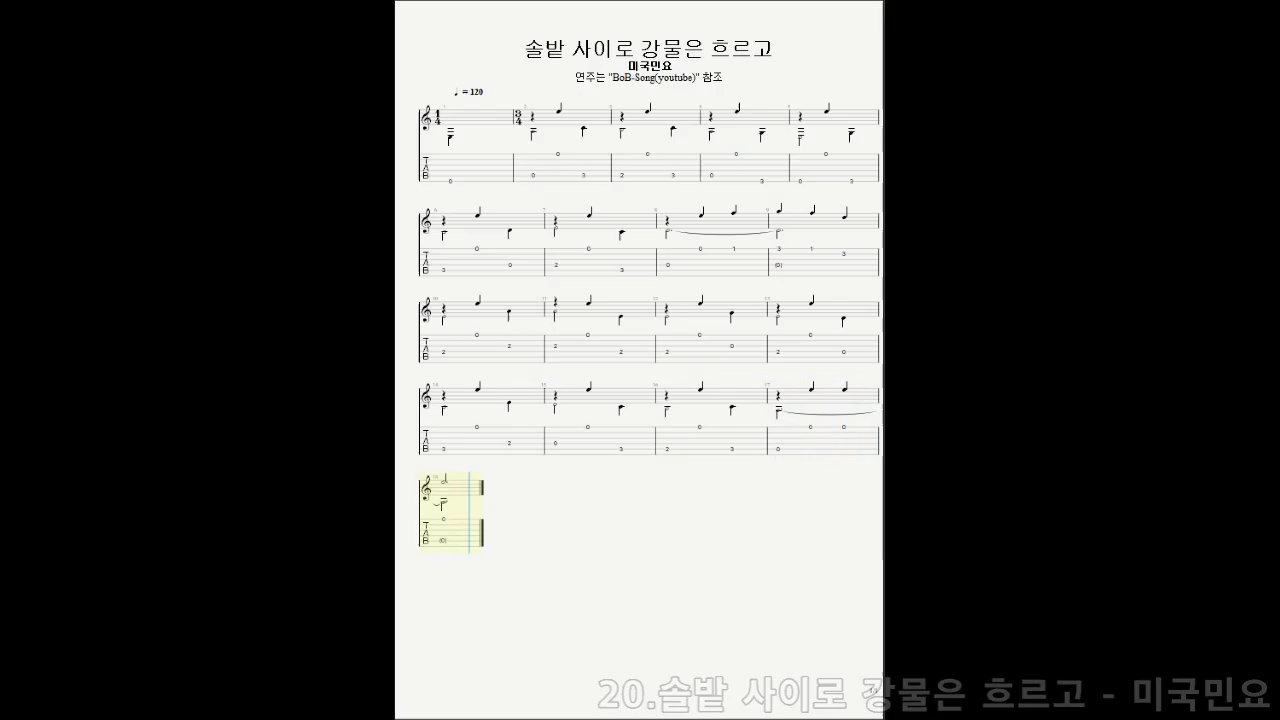 솔밭 사이로 강물은 흐르고
미국민요
연주는 "BoB-Song(youtube)" 참조
♩ = 120
20.솔밭 사이로 강물은 흐르고 - 미국민요